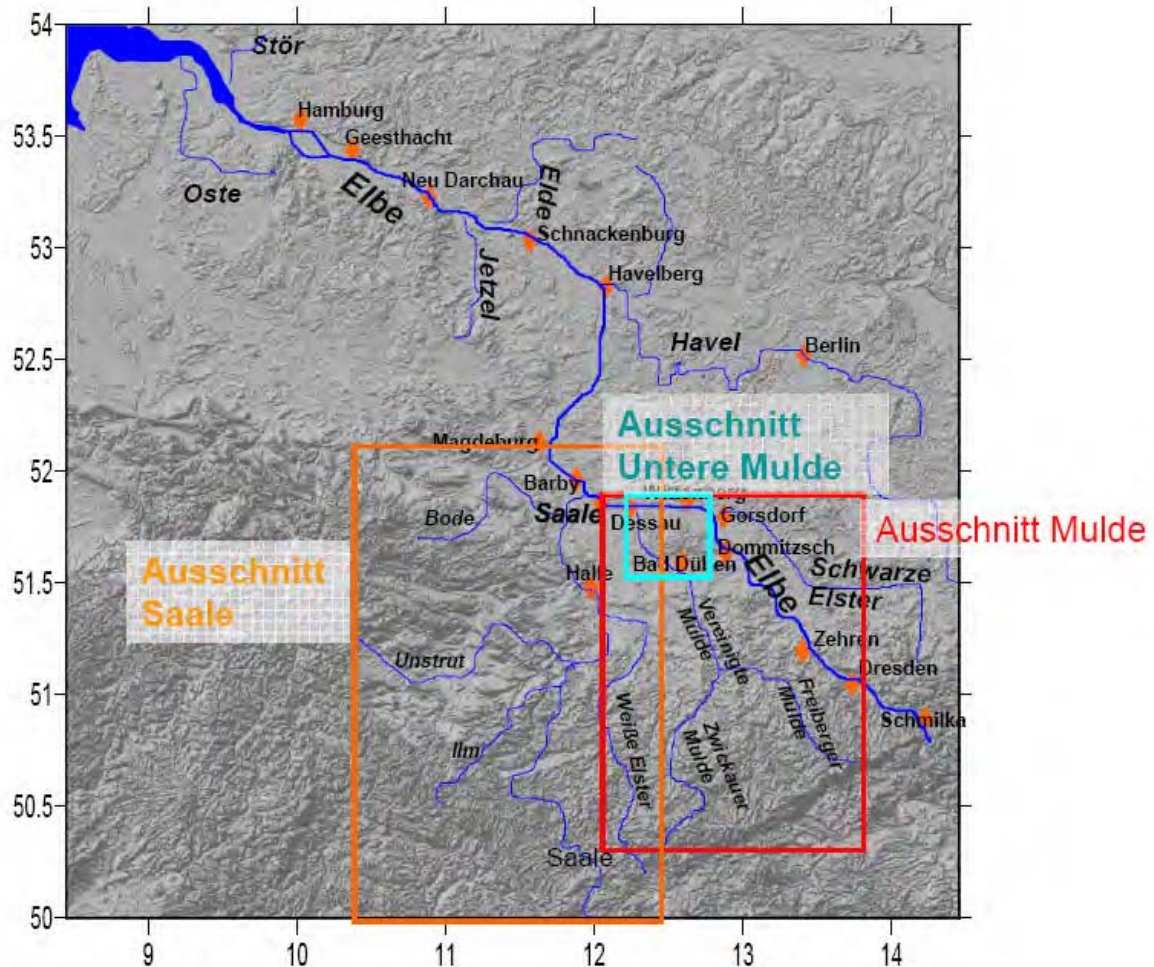 54
Stör
Hamburg
53.5
Geesthacht
Neu Darchau
Oste
Elbe
Elde
53
Schnackenburg
Jetzel
Havelberg
Havel
Berlin
52.5
Ausschnitt
Untere Mulde
Magdeburg
52
Barby
Bode
Saale
Dessau
Gorsdorf
Ausschnitt Mulde
Dommitzsch
Bad Düben
Halle
Elbe
Schwarze
Elster
Ausschnitt
Saale
51.5
Vereinigte
Mulde
Zehren
Unstrut
Dresden
51
Freiberger
Mulde
Schmilka
Weiße Elster
Zwickauer
Mulde
Ilm
50.5
Saale
50
9
10
11
12
13
14